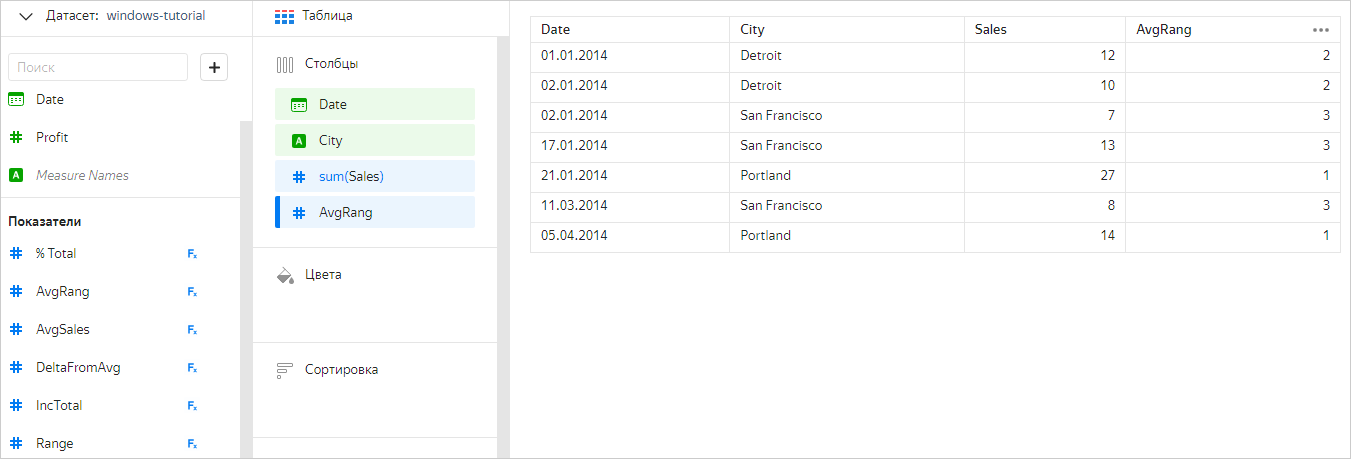 Датасет: windows-tutorial
Поиск
+
Date
Profit
Measure Names
Показатели
% Total
AvgRang
AvgSales
DeltaFromAvg
IncTotal
Range
Таблица
Столбцы
Date
City
sum(Sales)
AvgRang
Цвета
Сортировка
Date City Sales AvgRang
01.01.2014 Detroit 12 2
02.01.2014 Detroit 10 2
02.01.2014 San Francisco 7 3
17.01.2014 San Francisco 13 3
21.01.2014 Portland 27 1
11.03.2014 San Francisco 8 3
05.04.2014 Portland 14 1